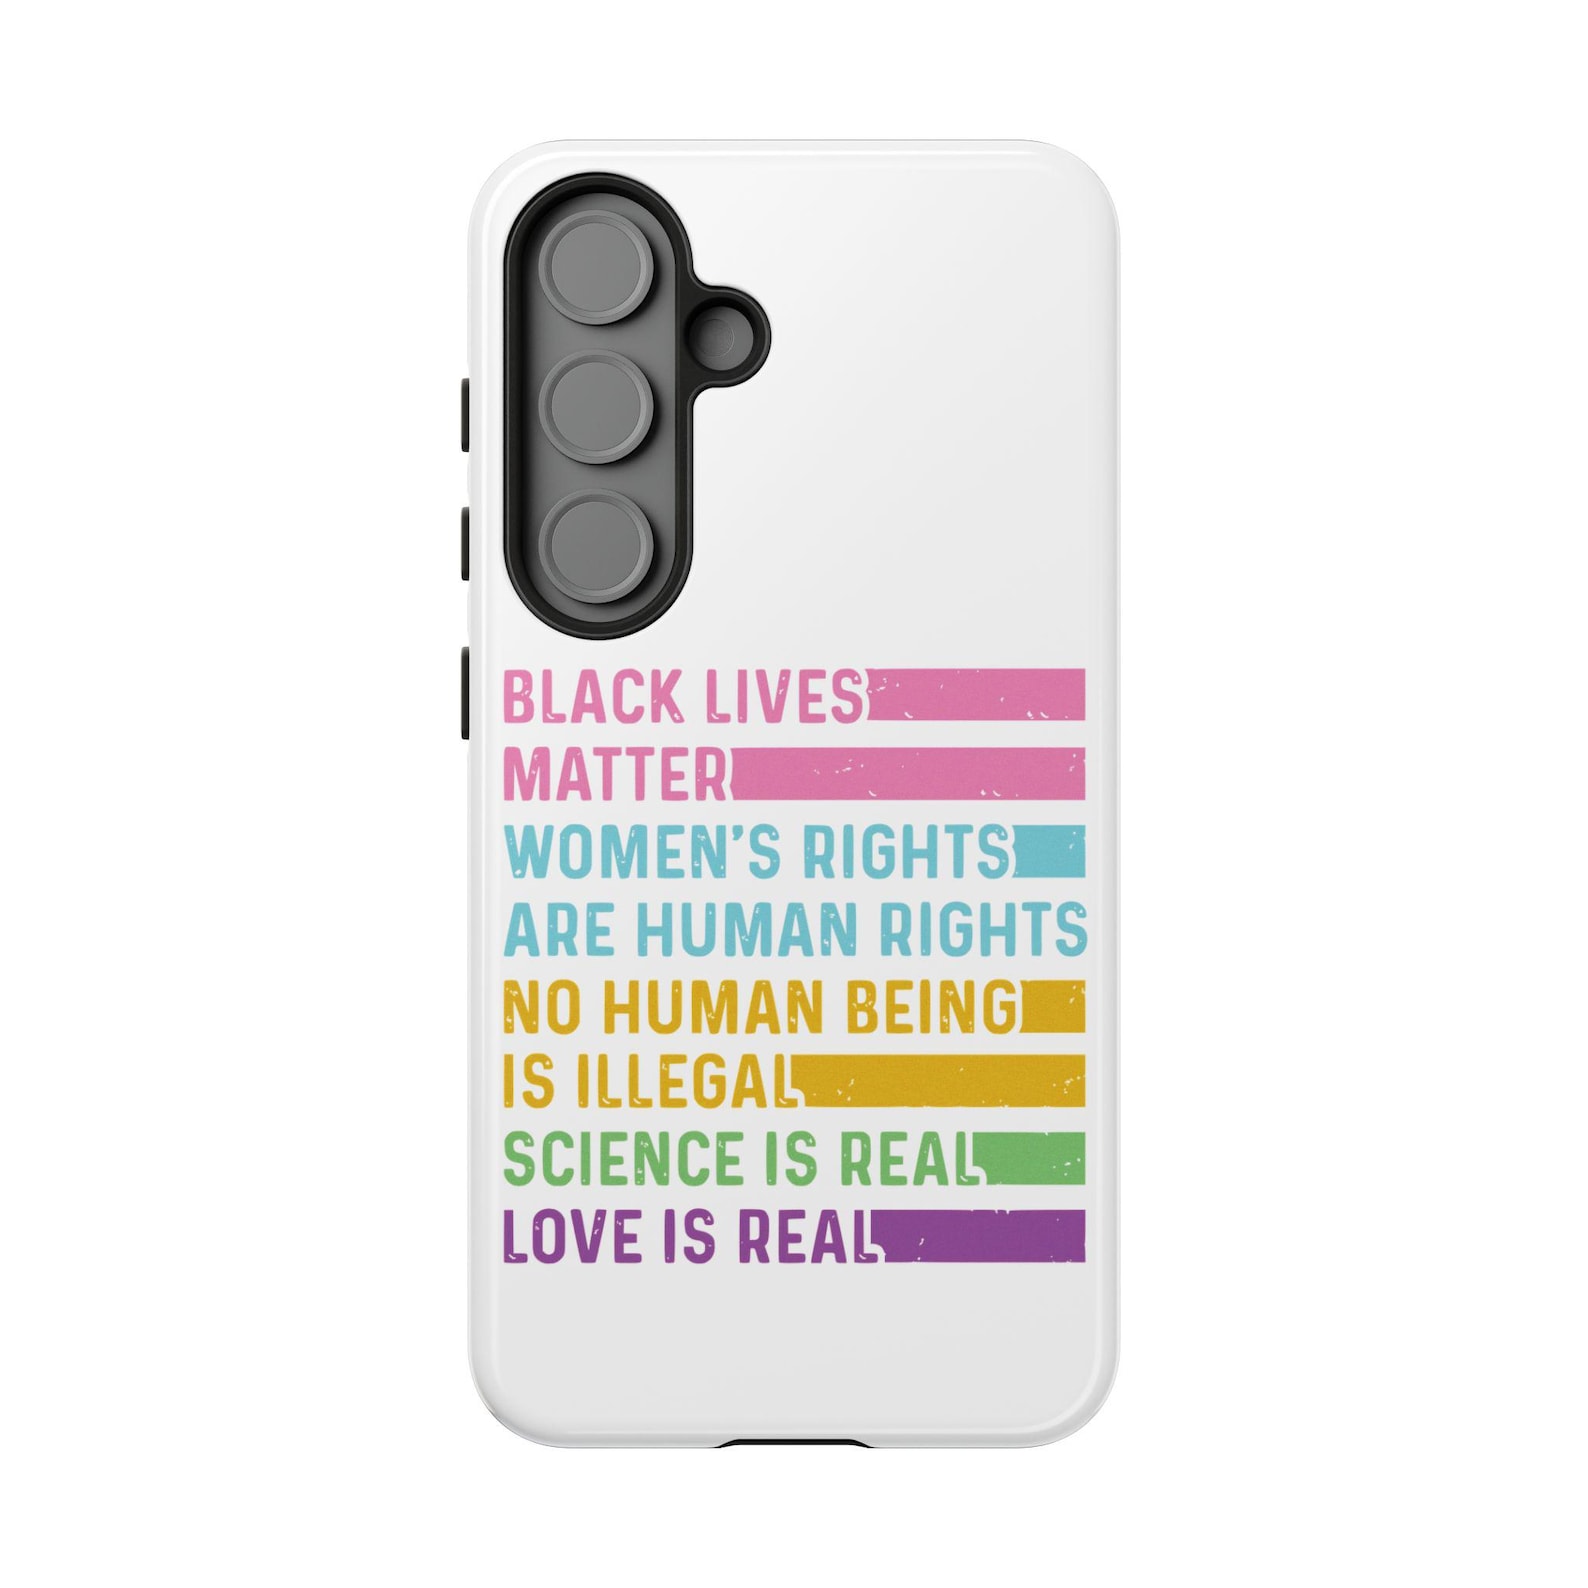 BLACK LIVES
MATTER
WOMEN'S RIGHTS
ARE HUMAN RIGHTS
NO HUMAN BEING
IS ILLEGAL
SCIENCE IS REAL
LOVE IS REAL